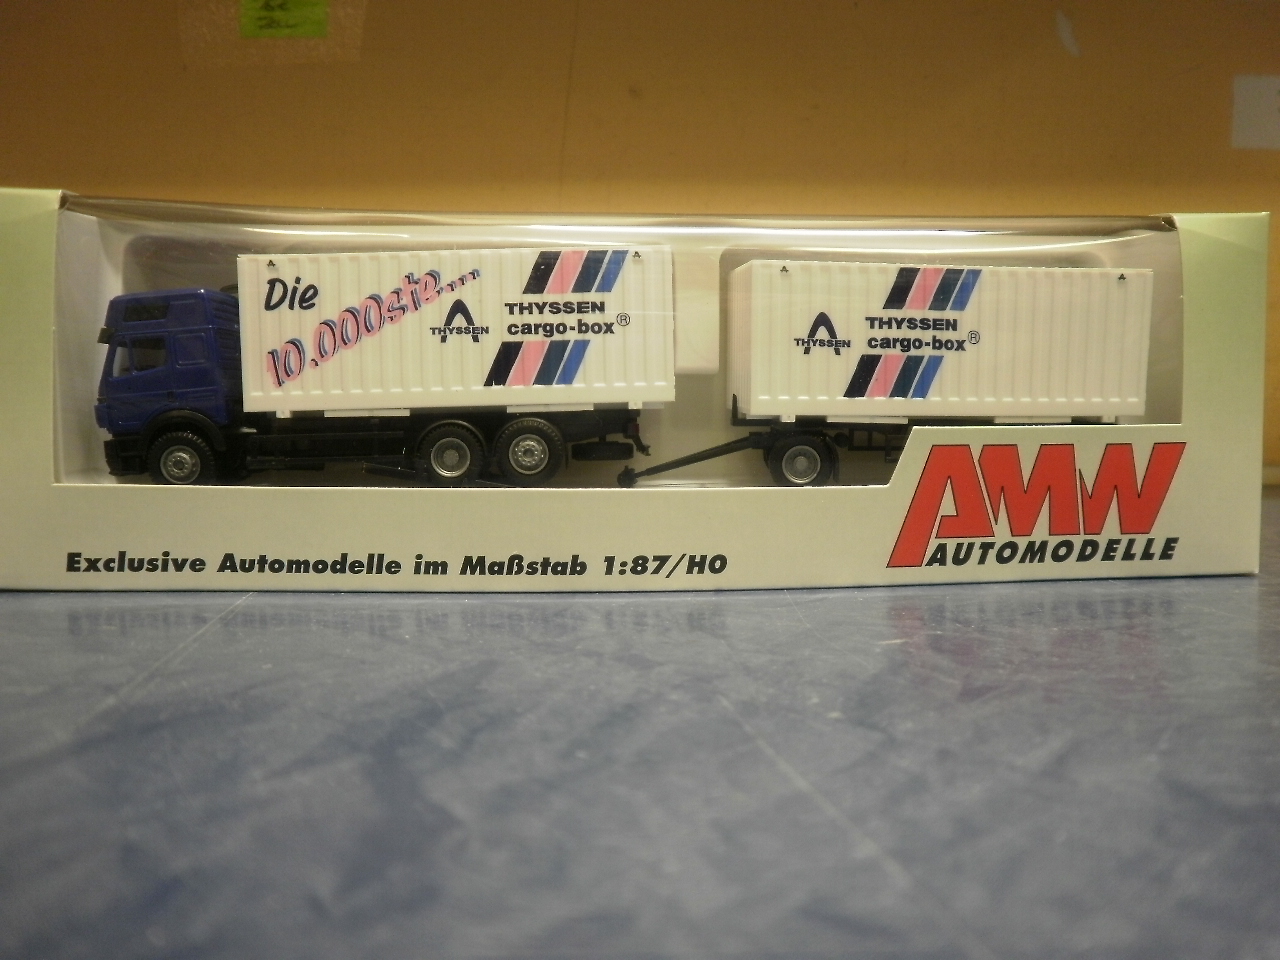 Die
10.000ste...
THYSSEN
THYSSEN
cargo-box®
THYSSEN
THYSSEN
cargo-box®
AMW
AUTOMODELLE
Exclusive Automodelle im Maßstab 1:87/HO